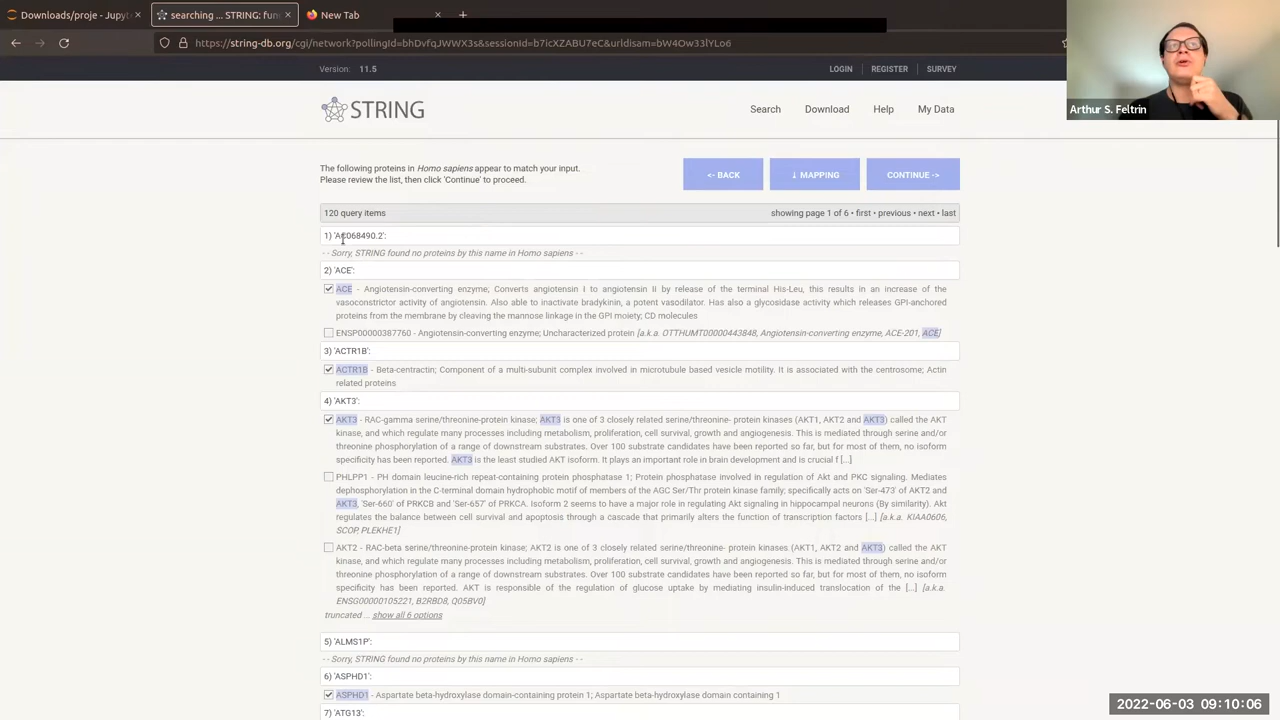 Downloads/proje - Jupyt
searching ... STRING: fun
New Tab
https://string-db.org/cgi/network?pollingId=bhDvfqJWWX3s&sessionId=b7icXZABU7eC&urldisam=bW4Ow33lYLo6
Version: 11.5
LOGIN REGISTER SURVEY
STRING
Search Download Help My Data
Arthur S. Feltrin
The following proteins in Homo sapiens appear to match your input.
Please review the list, then click 'Continue' to proceed.
<- BACK
↓ MAPPING
CONTINUE ->
120 query items
showing page 1 of 6 • first • previous • next • last
1) 'AC068490.2':
- - Sorry, STRING found no proteins by this name in Homo sapiens - -
2) 'ACE':
ACE - Angiotensin-converting enzyme; Converts angiotensin I to angiotensin II by release of the terminal His-Leu, this results in an increase of the
vasoconstrictor activity of angiotensin. Also able to inactivate bradykinin, a potent vasodilator. Has also a glycosidase activity which releases GPI-anchored
proteins from the membrane by cleaving the mannose linkage in the GPI moiety; CD molecules
ENSP00000387760 - Angiotensin-converting enzyme; Uncharacterized protein [a.k.a. OTTHUMT00000443848, Angiotensin-converting enzyme, ACE-201, ACE]
3) 'ACTR1B':
ACTR1B - Beta-centractin; Component of a multi-subunit complex involved in microtubule based vesicle motility. It is associated with the centrosome; Actin
related proteins
4) 'AKT3':
AKT3 - RAC-gamma serine/threonine-protein kinase; AKT3 is one of 3 closely related serine/threonine- protein kinases (AKT1, AKT2 and AKT3) called the AKT
kinase, and which regulate many processes including metabolism, proliferation, cell survival, growth and angiogenesis. This is mediated through serine and/or
threonine phosphorylation of a range of downstream substrates. Over 100 substrate candidates have been reported so far, but for most of them, no isoform
specificity has been reported. AKT3 is the least studied AKT isoform. It plays an important role in brain development and is crucial f [...]
PHLPP1 - PH domain leucine-rich repeat-containing protein phosphatase 1; Protein phosphatase involved in regulation of Akt and PKC signaling. Mediates
dephosphorylation in the C-terminal domain hydrophobic motif of members of the AGC Ser/Thr protein kinase family; specifically acts on 'Ser-473' of AKT2 and
AKT3, 'Ser-660' of PRKCB and 'Ser-657' of PRKCA. Isoform 2 seems to have a major role in regulating Akt signaling in hippocampal neurons (By similarity). Akt
regulates the balance between cell survival and apoptosis through a cascade that primarily alters the function of transcription factors [...] [a.k.a. KIAA0606,
SCOP, PLEKHE1]
AKT2 - RAC-beta serine/threonine-protein kinase; AKT2 is one of 3 closely related serine/threonine- protein kinases (AKT1, AKT2 and AKT3) called the AKT
kinase, and which regulate many processes including metabolism, proliferation, cell survival, growth and angiogenesis. This is mediated through serine and/or
threonine phosphorylation of a range of downstream substrates. Over 100 substrate candidates have been reported so far, but for most of them, no isoform
specificity has been reported. AKT is responsible of the regulation of glucose uptake by mediating insulin-induced translocation of the [...] [a.k.a.
ENSG00000105221, B2RBD8, Q05BV0]
truncated ... show all 6 options
5) 'ALMS1P':
- - Sorry, STRING found no proteins by this name in Homo sapiens - -
6) 'ASPHD1':
ASPHD1 - Aspartate beta-hydroxylase domain-containing protein 1; Aspartate beta-hydroxylase domain containing 1
7) 'ATG13':
2022-06-03 09:10:06